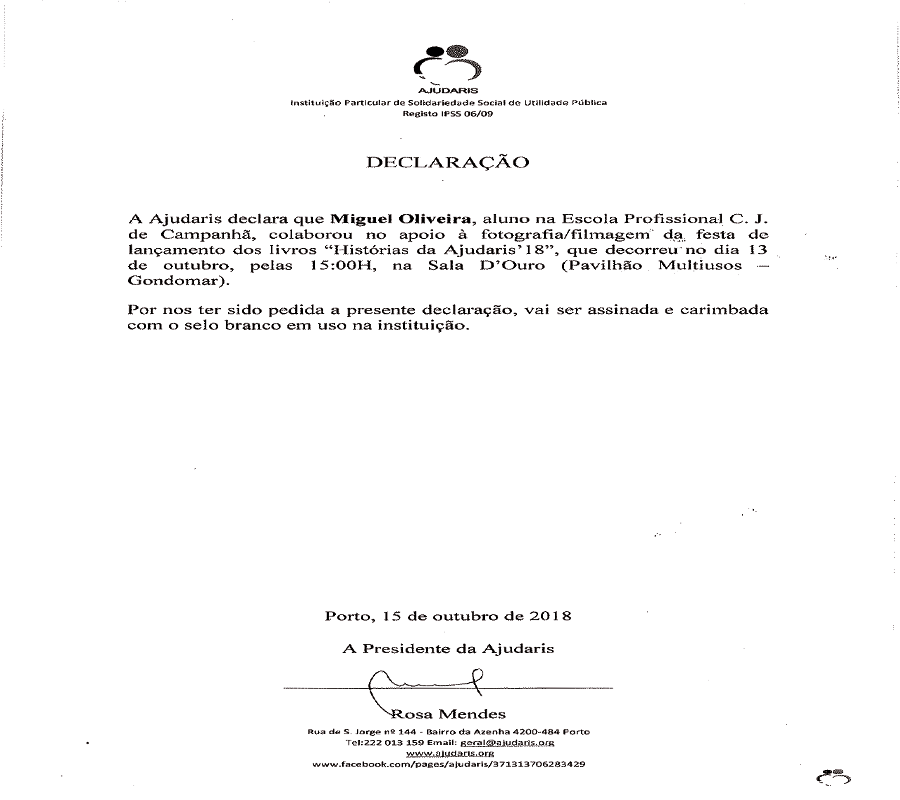 AJUDARIS
Instituição Particular de Solidariedade Social de Utilidade Pública
Registo IPSS 06/09
DECLARAÇÃO
A Ajudaris declara que Miguel Oliveira, aluno na Escola Profissional C. J.
de Campanhã, colaborou no apoio à fotografia/filmagem da festa de
lançamento dos livros “Histórias da Ajudaris’18”, que decorreu no dia 13
de outubro, pelas 15:00H, na Sala D’Ouro (Pavilhão Multiusos –
Gondomar).
Por nos ter sido pedida a presente declaração, vai ser assinada e carimbada
com o selo branco em uso na instituição.
Porto, 15 de outubro de 2018
A Presidente da Ajudaris
Rosa Mendes
Rua de S. Jorge nº 144 - Bairro da Azenha 4200-484 Porto
Tel:222 013 159 Email: geral@ajudaris.org
www.ajudaris.org
www.facebook.com/pages/ajudaris/371313706283429